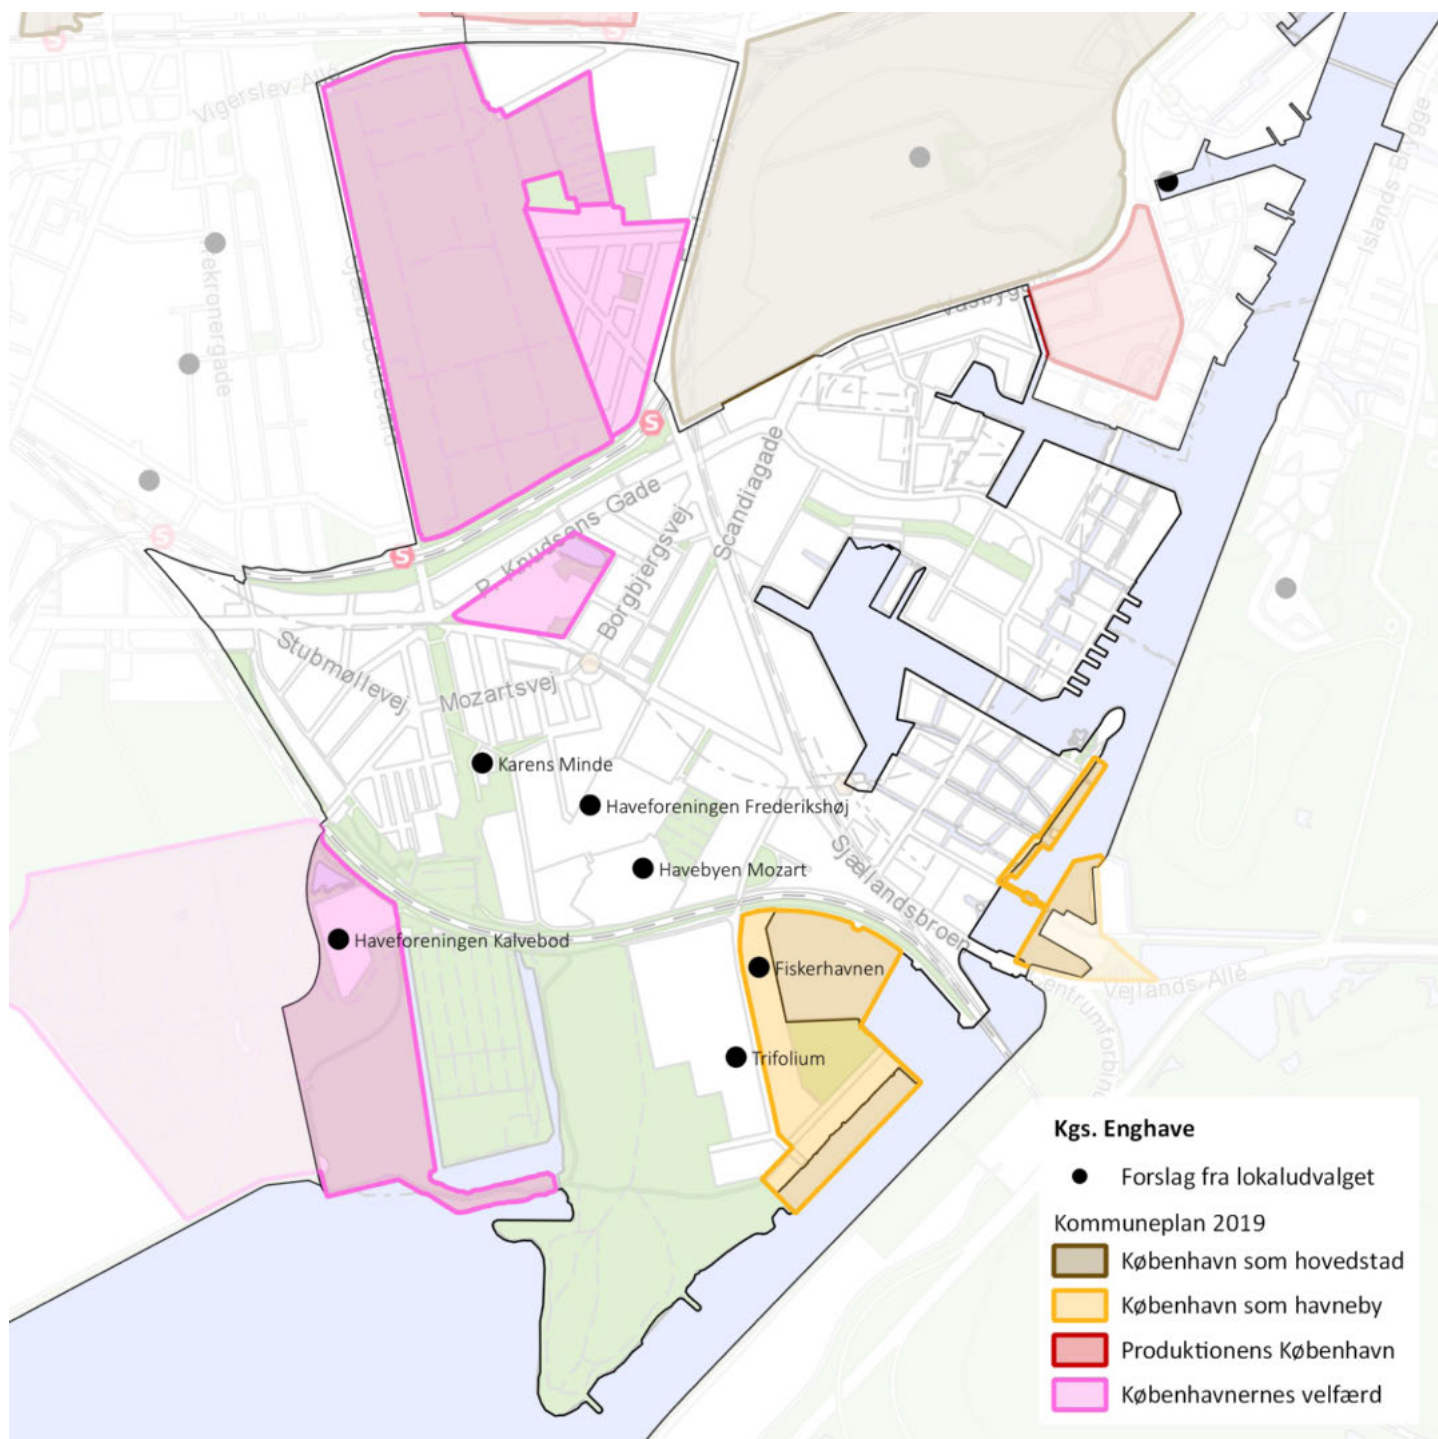 S
S
Vigerslev Allé
Islands Brygge
S
P. Knudsens Gade
Scandiagade
Borgbjergsvej
S
S
Stubmøllevej
Mozartsvej
Karens Minde
Haveforeningen Frederikshøj
Havebyen Mozart
Sjællandsbroen
Haveforeningen Kalvebod
Fiskerhavnen
Vejlands Allé
Trifolium
Kgs. Enghave
Forslag fra lokaludvalget
Kommuneplan 2019
København som hovedstad
København som havneby
Produktionens København
Københavnernes velfærd